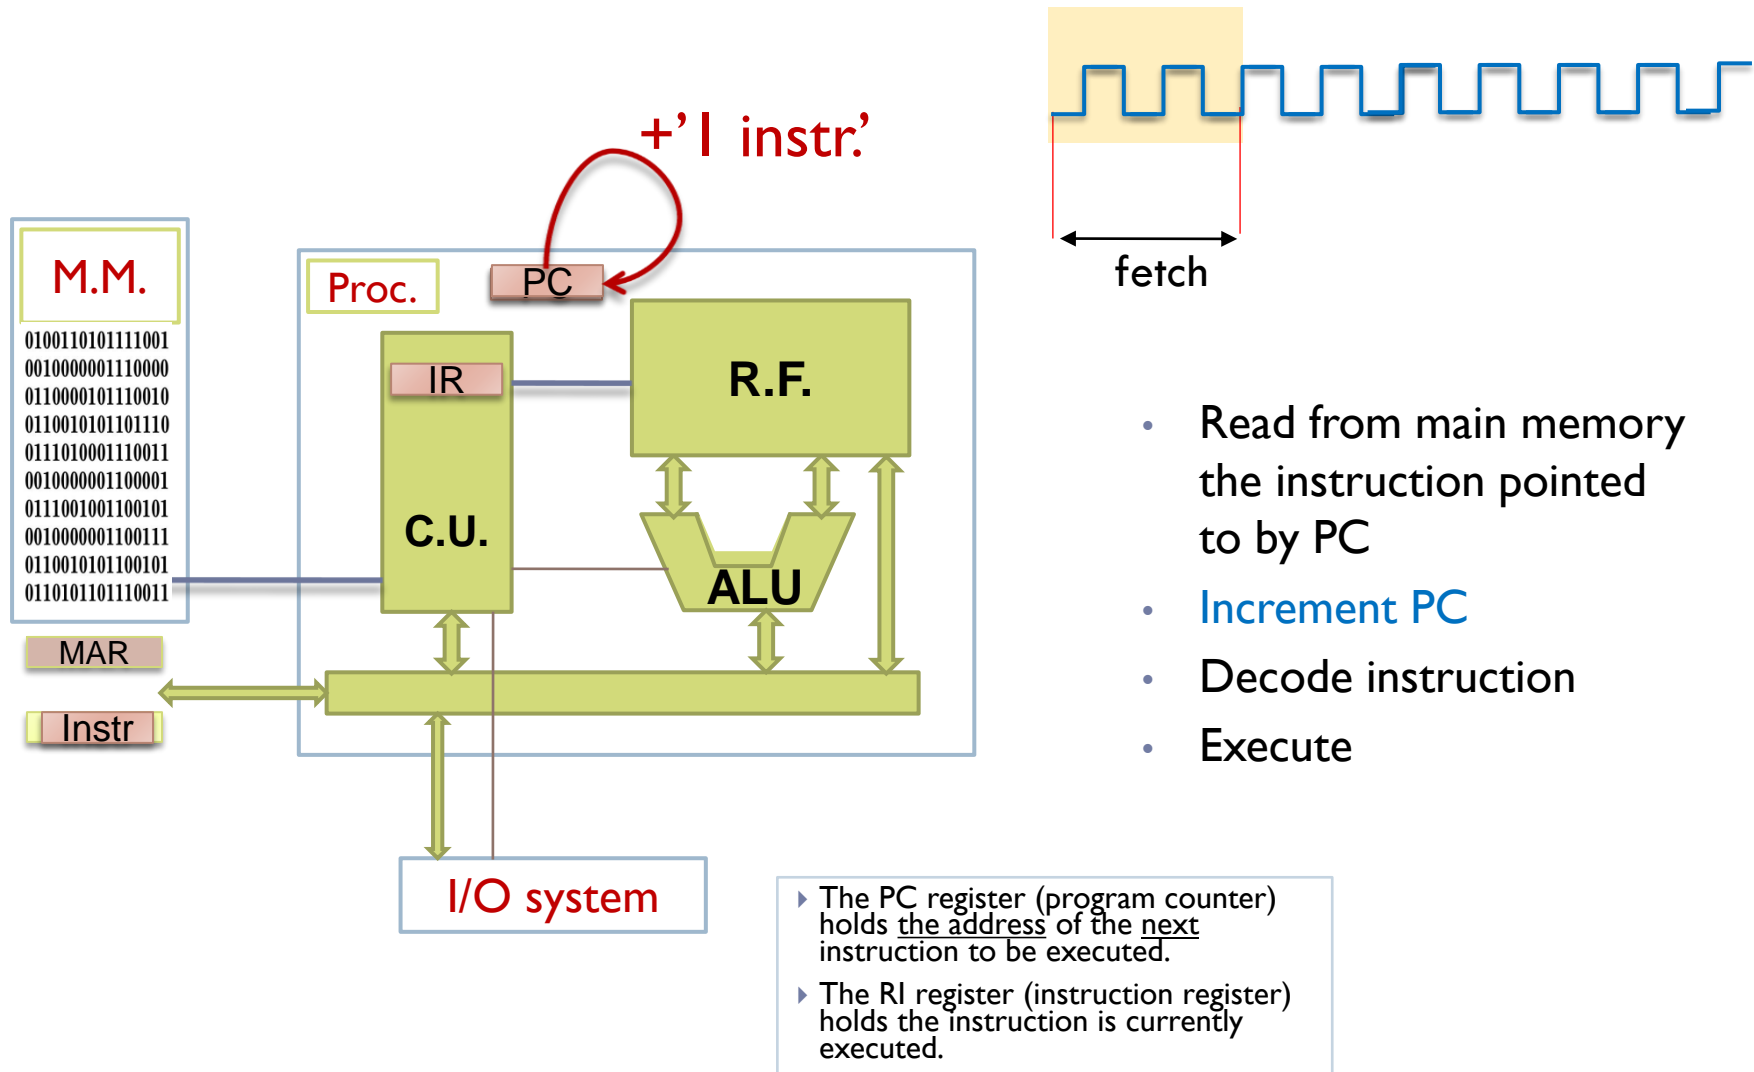 +'1 instr.'
fetch
M.M.
0100110101111001
0010000001110000
0110000101110010
0110010101101110
0111010001110011
0010000001100001
0111001001100101
0010000001100111
0110010101100101
0110101101110011
MAR
Instr
Proc.
PC
IR
R.F.
C.U.
ALU
I/O system
• Read from main memory
the instruction pointed
to by PC
• Increment PC
• Decode instruction
• Execute
The PC register (program counter)
holds the address of the next
instruction to be executed.
The RI register (instruction register)
holds the instruction is currently
executed.